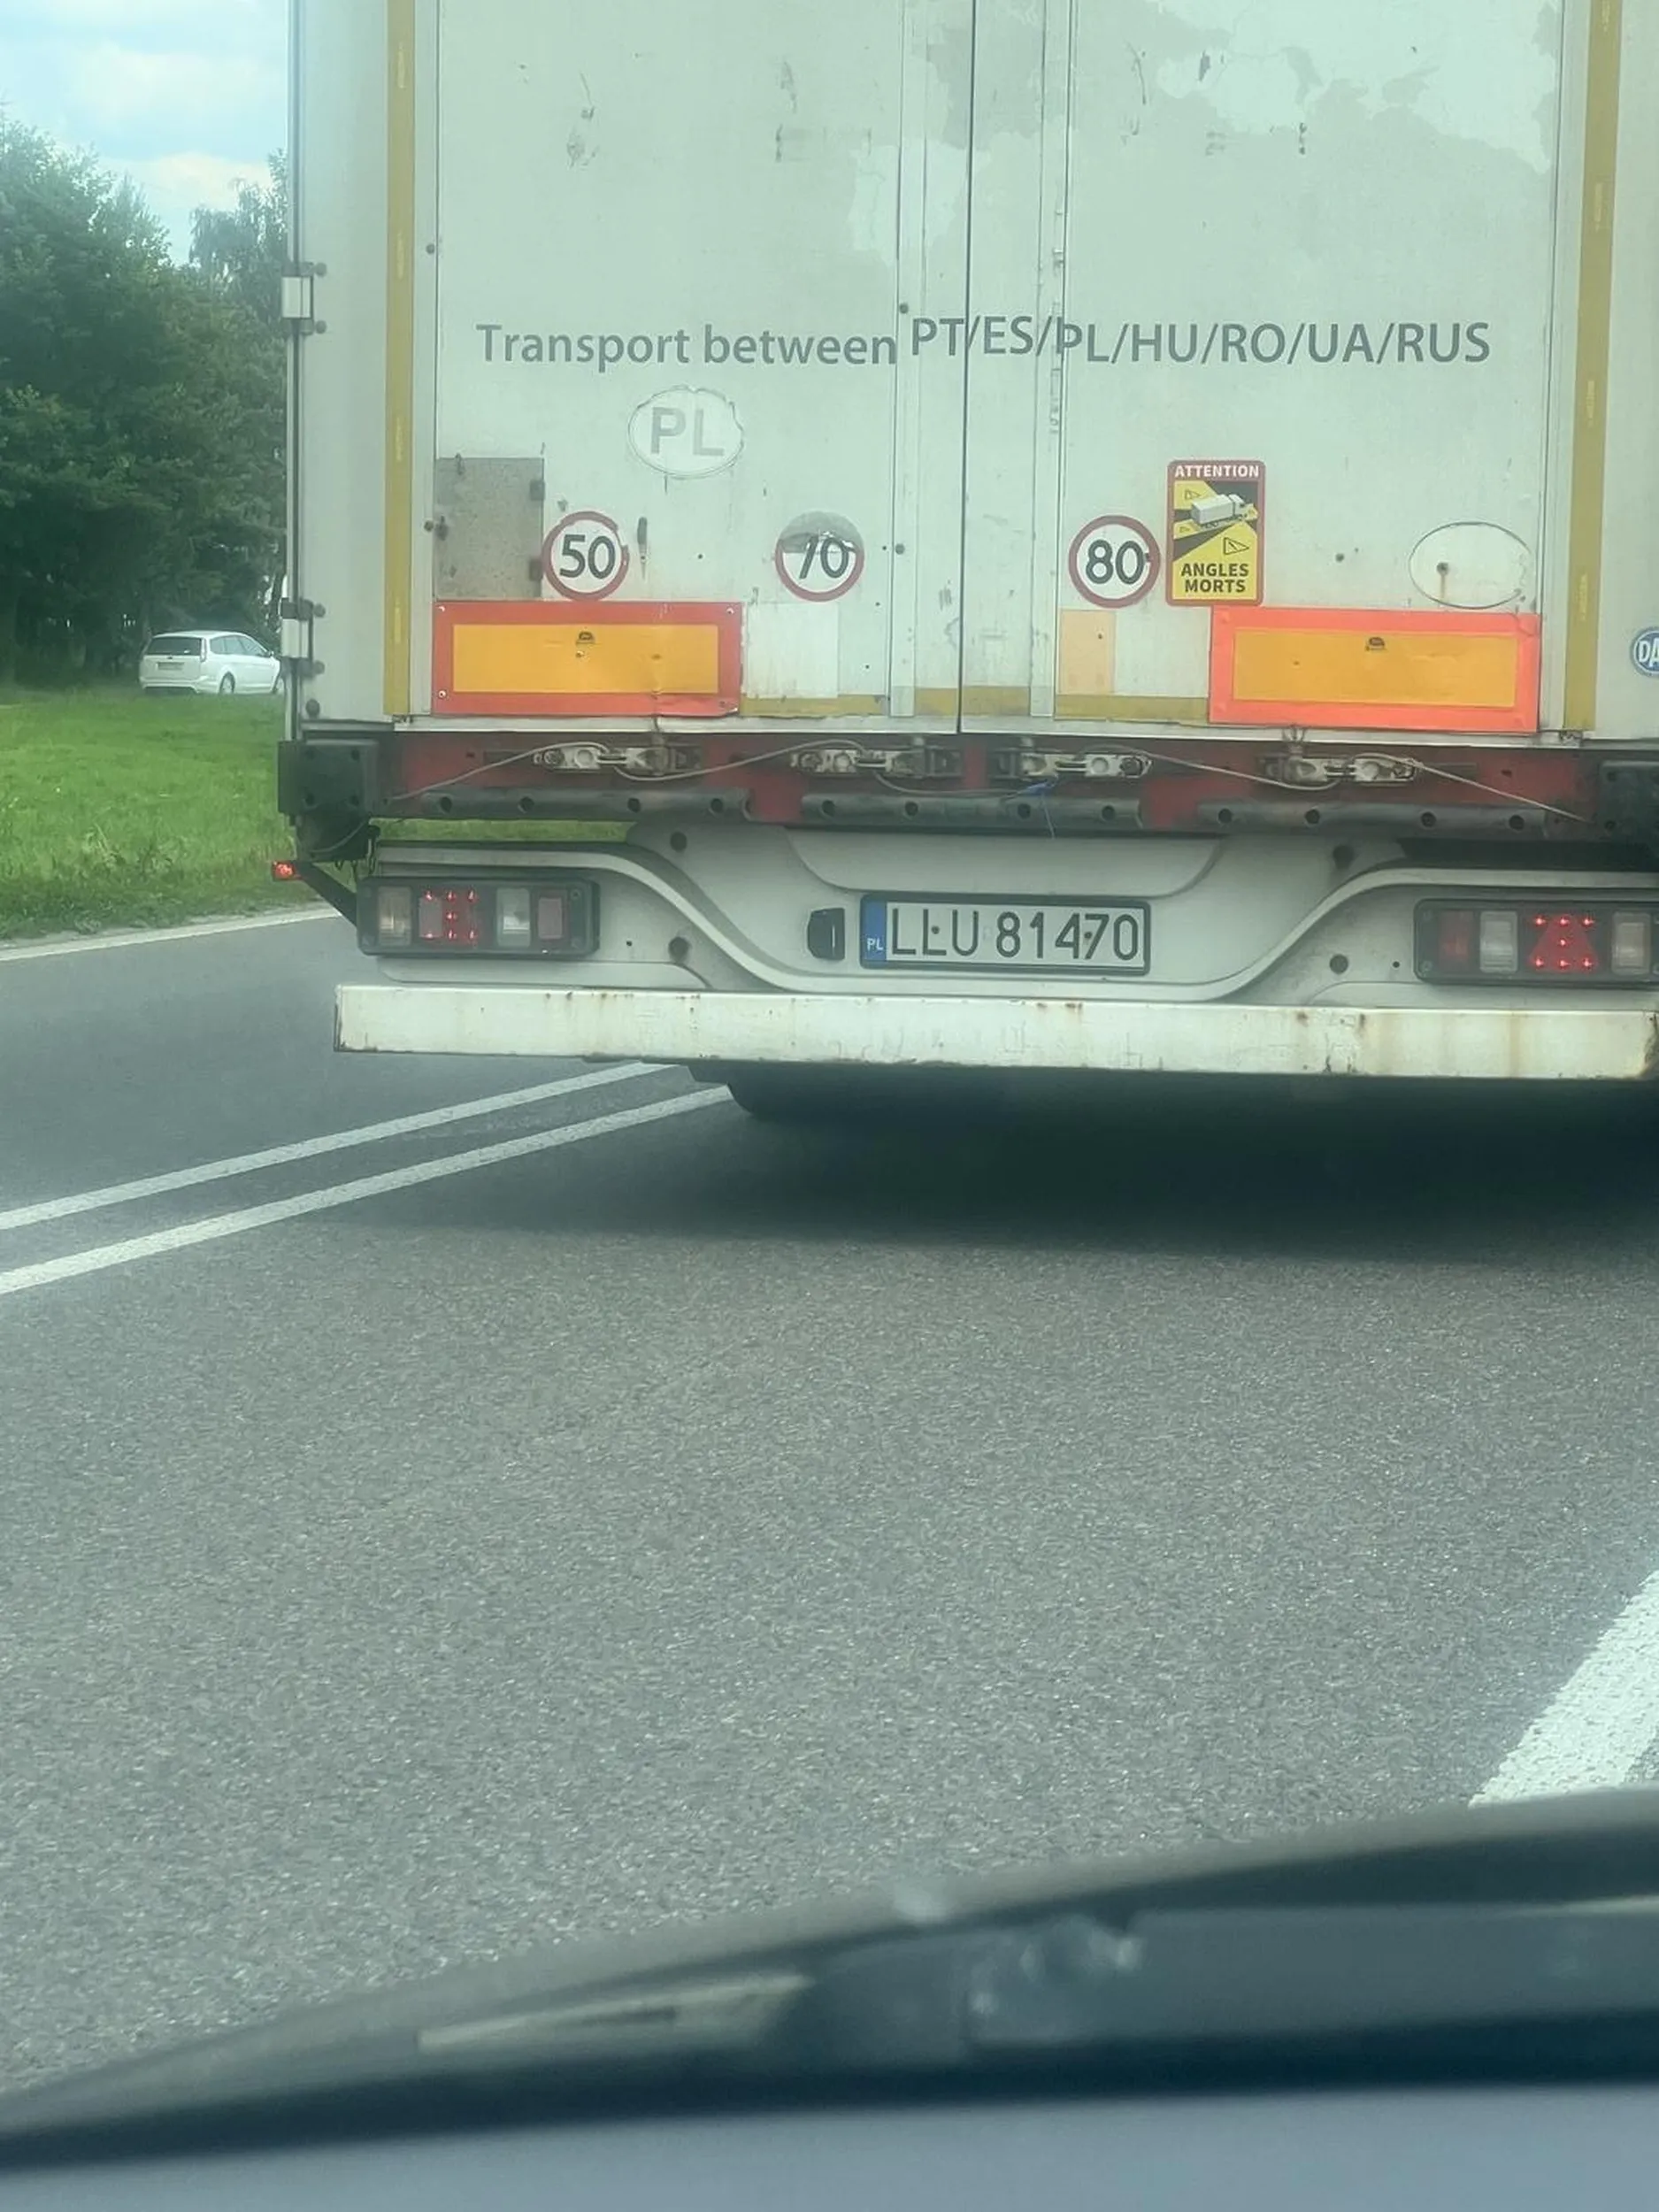 Transport between PT/ES/PL/HU/RO/UA/RUS
PL
50
70
80
ATTENTION
ANGLES
MORTS
PL
LLU 81470